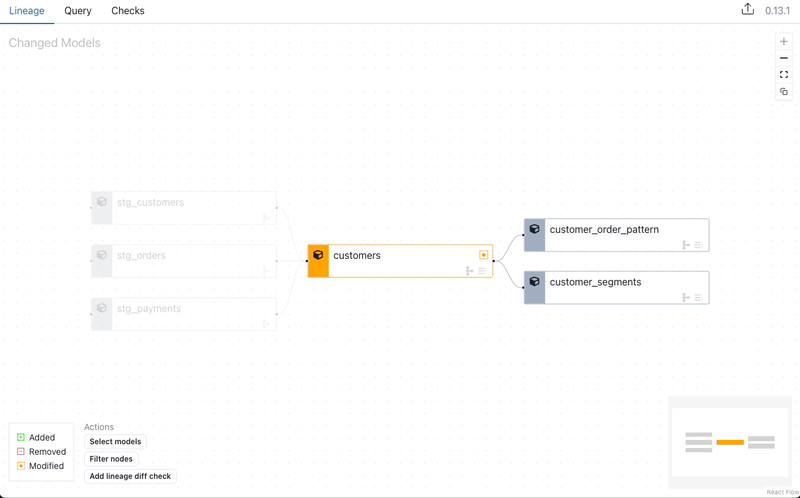 Lineage
Query
Checks
0.13.1
Changed Models
stg_customers
stg_orders
stg_payments
customers
customer_order_pattern
customer_segments
Added
Removed
Modified
Actions
Select models
Filter nodes
Add lineage diff check
React Flow